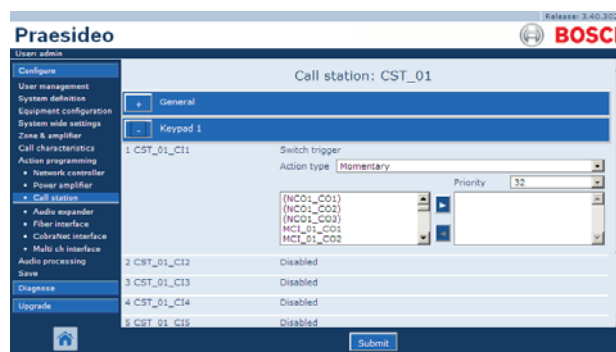 Release: 3.40.302
Praesideo
BOSCH
User: admin
Configure
User management
System definition
Equipment configuration
System wide settings
Zone & amplifier
Call characteristics
Action programming
• Network controller
• Power amplifier
• Call station
• Audio expander
• Fiber interface
• CobraNet interface
• Multi ch interface
Audio processing
Save
Diagnose
Upgrade
Call station: CST_01
+ General
- Keypad 1
1 CST_01_CI1 Switch trigger
Action type Momentary
Priority 32
(NCO1_CO1)
(NCO1_CO2)
(NCO1_CO3)
MCI_01_CO1
MCI_01_CO2
2 CST_01_CI2 Disabled
3 CST_01_CI3 Disabled
4 CST_01_CI4 Disabled
5 CST_01_CI5 Disabled
Submit